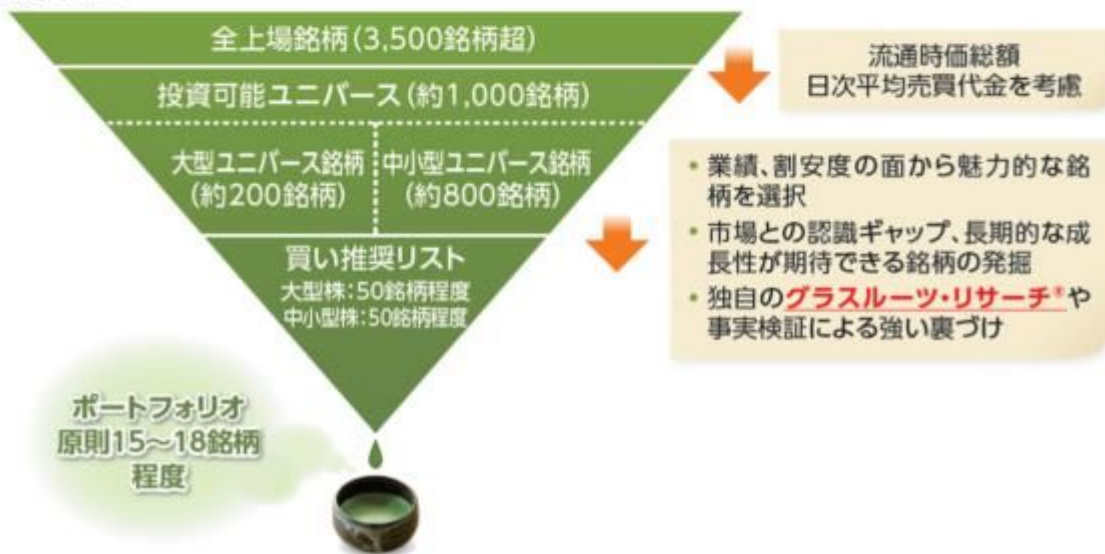 全上場銘柄(3,500銘柄超)
流通時価総額
日次平均売買代金を考慮
投資可能ユニバース(約1,000銘柄)
大型ユニバース銘柄
(約200銘柄)
中小型ユニバース銘柄
(約800銘柄)
• 業績、割安度の面から魅力的な銘
柄を選択
• 市場との認識ギャップ、長期的な成
長性が期待できる銘柄の発掘
• 独自のグラスルーツ・リサーチ®や
事実検証による強い裏づけ
買い推奨リスト
大型株:50銘柄程度
中小型株:50銘柄程度
ポートフォリオ
原則15〜18銘柄
程度